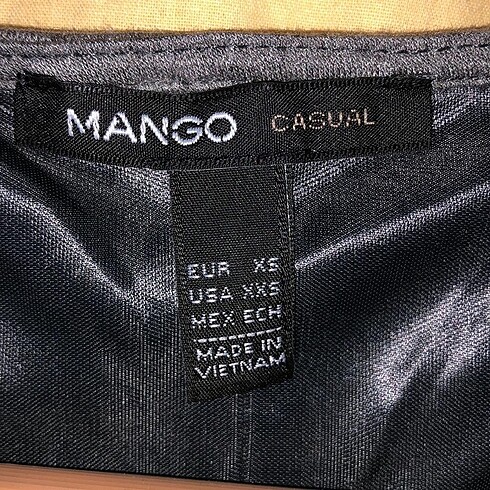 MANGO CASUAL
EUR XS
USA XXS
MEX ECH
MADE IN
VIETNAM